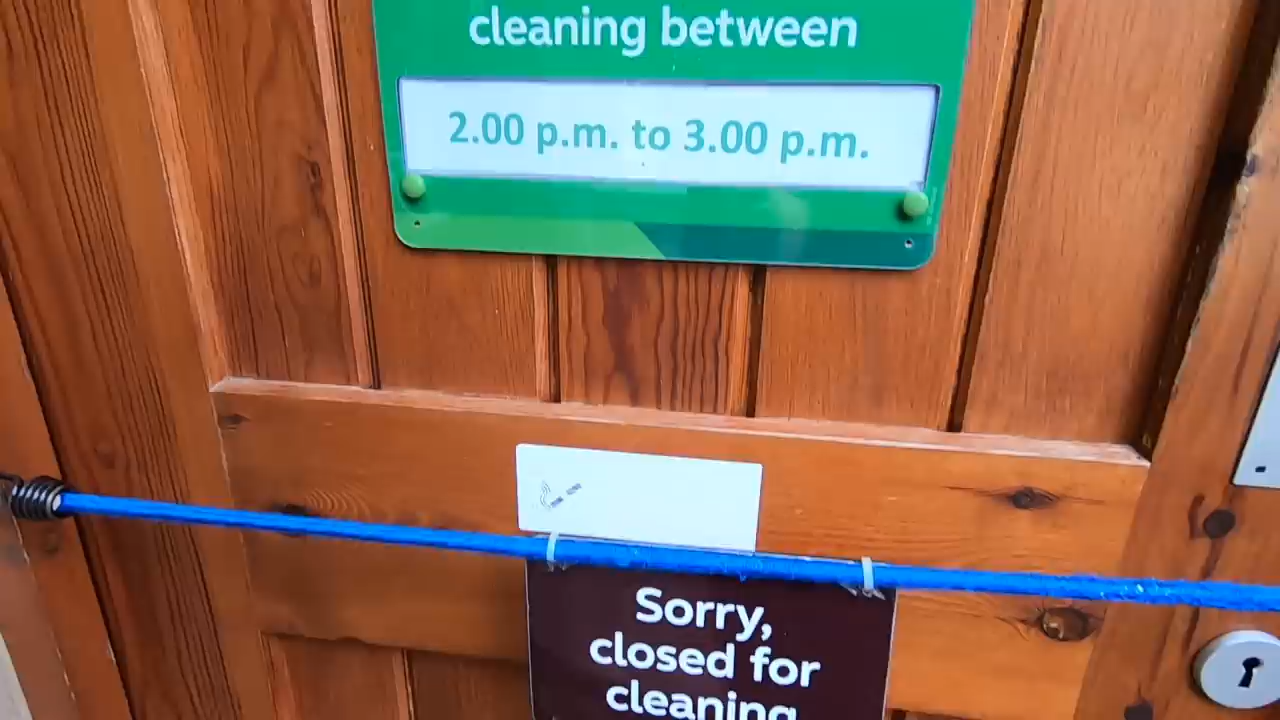 cleaning between
2.00 p.m. to 3.00 p.m.
Sorry,
closed for
cleaning